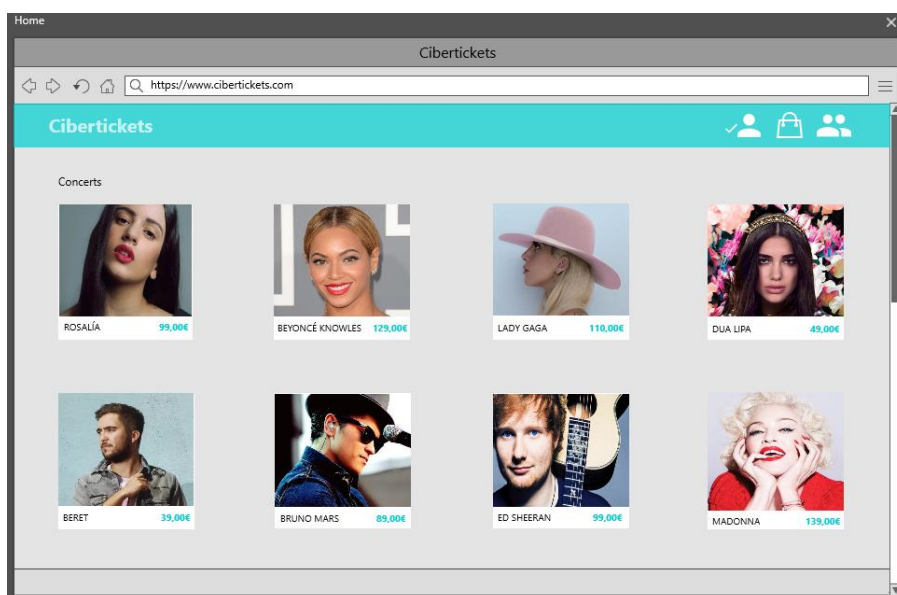 Home
Cibertickets
https://www.cibertickets.com
Cibertickets
Concerts
ROSALÍA 99,00€
BEYONCÉ KNOWLES 129,00€
LADY GAGA 110,00€
DUA LIPA 49,00€
BERET 39,00€
BRUNO MARS 89,00€
ED SHEERAN 99,00€
MADONNA 139,00€